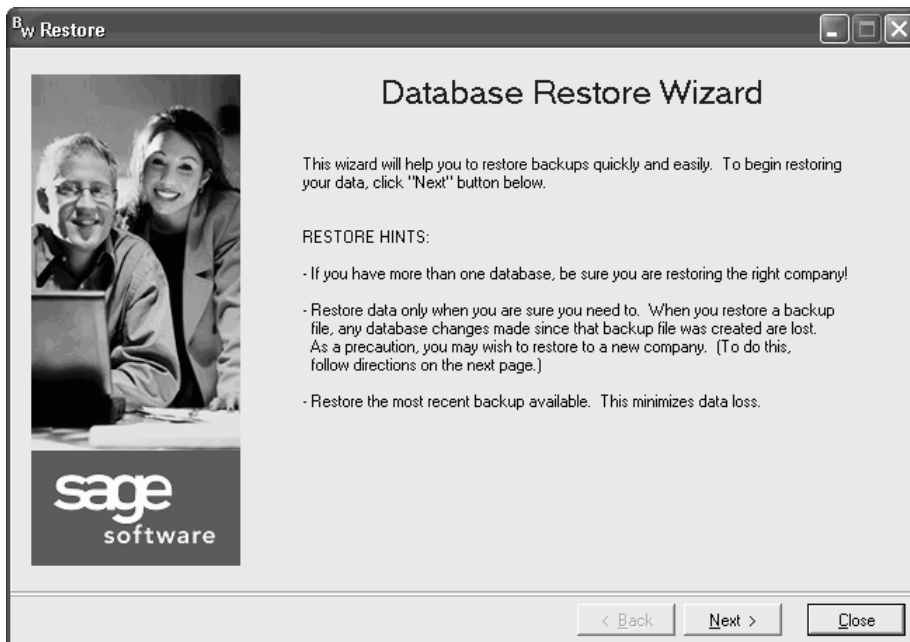 BW Restore
Database Restore Wizard
This wizard will help you to restore backups quickly and easily. To begin restoring
your data, click "Next" button below.
RESTORE HINTS:
- If you have more than one database, be sure you are restoring the right company!
- Restore data only when you are sure you need to. When you restore a backup
file, any database changes made since that backup file was created are lost.
As a precaution, you may wish to restore to a new company. (To do this,
follow directions on the next page.)
- Restore the most recent backup available. This minimizes data loss.
sage
software
< Back
Next >
Close